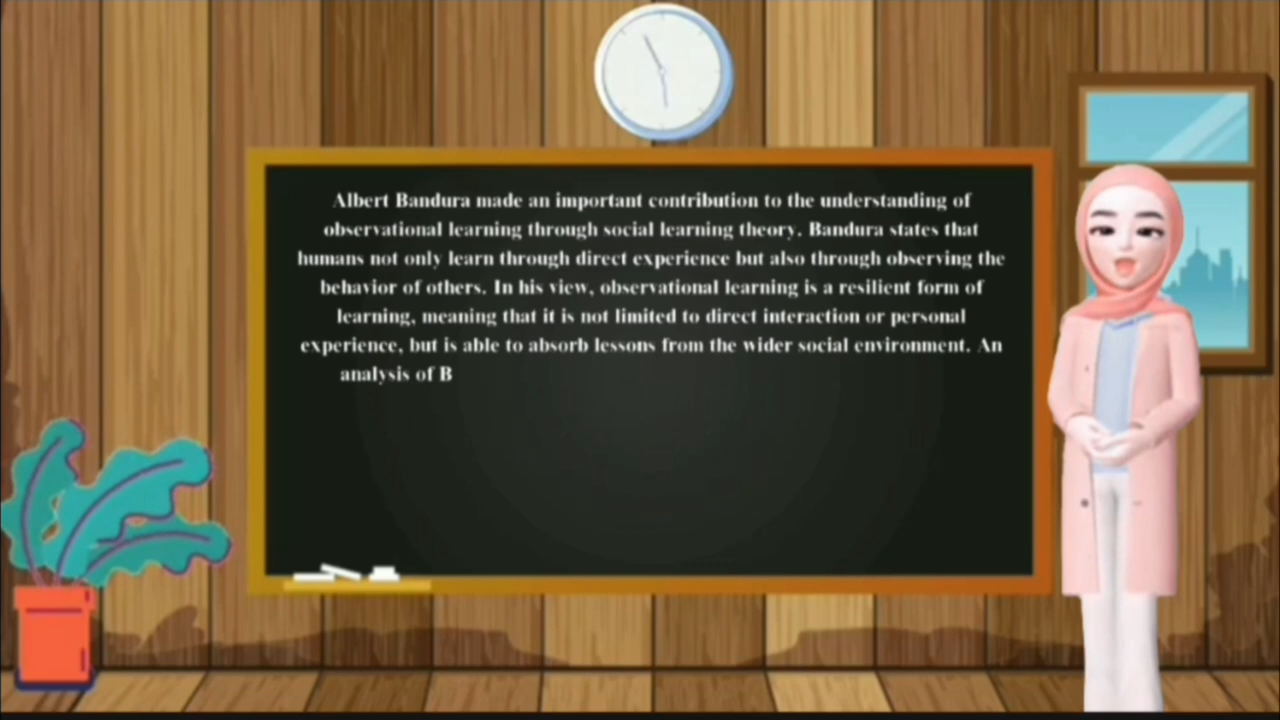 Albert Bandura made an important contribution to the understanding of
observational learning through social learning theory. Bandura states that
humans not only learn through direct experience but also through observing the
behavior of others. In his view, observational learning is a resilient form of
learning, meaning that it is not limited to direct interaction or personal
experience, but is able to absorb lessons from the wider social environment. An
analysis of B